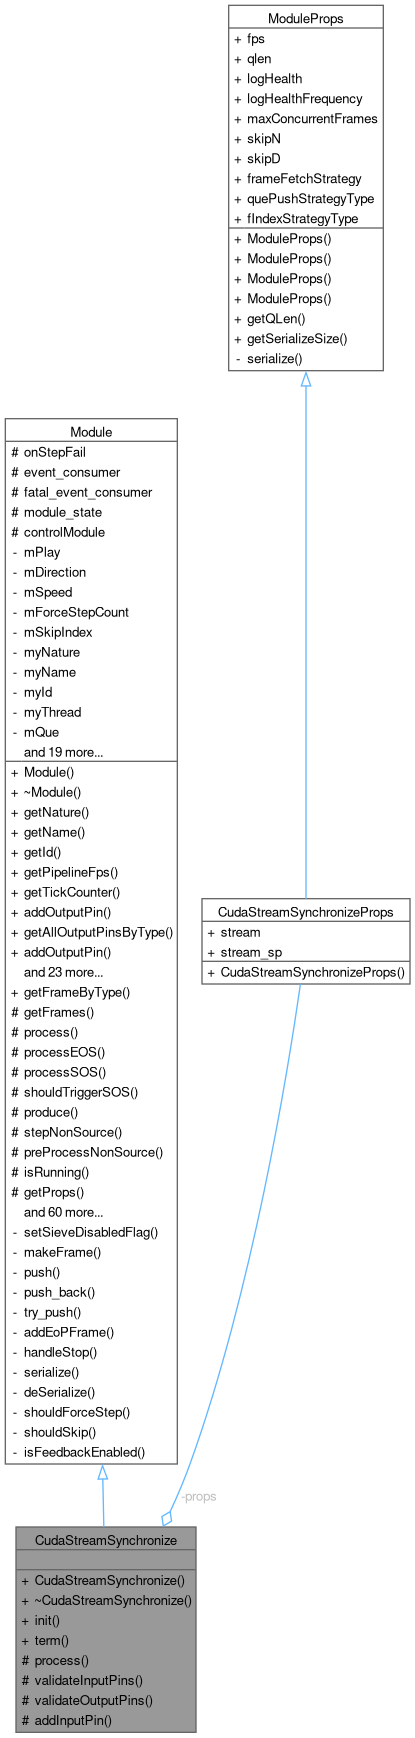 ModuleProps
+ fps
+ qlen
+ logHealth
+ logHealthFrequency
+ maxConcurrentFrames
+ skipN
+ skipD
+ frameFetchStrategy
+ quePushStrategyType
+ fIndexStrategyType
+ ModuleProps()
+ ModuleProps()
+ ModuleProps()
+ ModuleProps()
+ getQLen()
+ getSerializeSize()
- serialize()
Module
# onStepFail
# event_consumer
# fatal_event_consumer
# module_state
# controlModule
- mPlay
- mDirection
- mSpeed
- mForceStepCount
- mSkipIndex
- myNature
- myName
- myId
- myThread
- mQue
and 19 more...
+ Module()
+ ~Module()
+ getNature()
+ getName()
+ getId()
+ getPipelineFps()
+ getTickCounter()
+ addOutputPin()
+ getAllOutputPinsByType()
+ addOutputPin()
and 23 more...
+ getFrameByType()
# getFrames()
# process()
# processEOS()
# processSOS()
# shouldTriggerSOS()
# produce()
# stepNonSource()
# preProcessNonSource()
# isRunning()
# getProps()
and 60 more...
- setSieveDisabledFlag()
- makeFrame()
- push()
- push_back()
- try_push()
- addEoPFrame()
- handleStop()
- serialize()
- deSerialize()
- shouldForceStep()
- shouldSkip()
- isFeedbackEnabled()
CudaStreamSynchronizeProps
+ stream
+ stream_sp
+ CudaStreamSynchronizeProps()
-props
CudaStreamSynchronize
+ CudaStreamSynchronize()
+ ~CudaStreamSynchronize()
+ init()
+ term()
# process()
# validateInputPins()
# validateOutputPins()
# addInputPin()